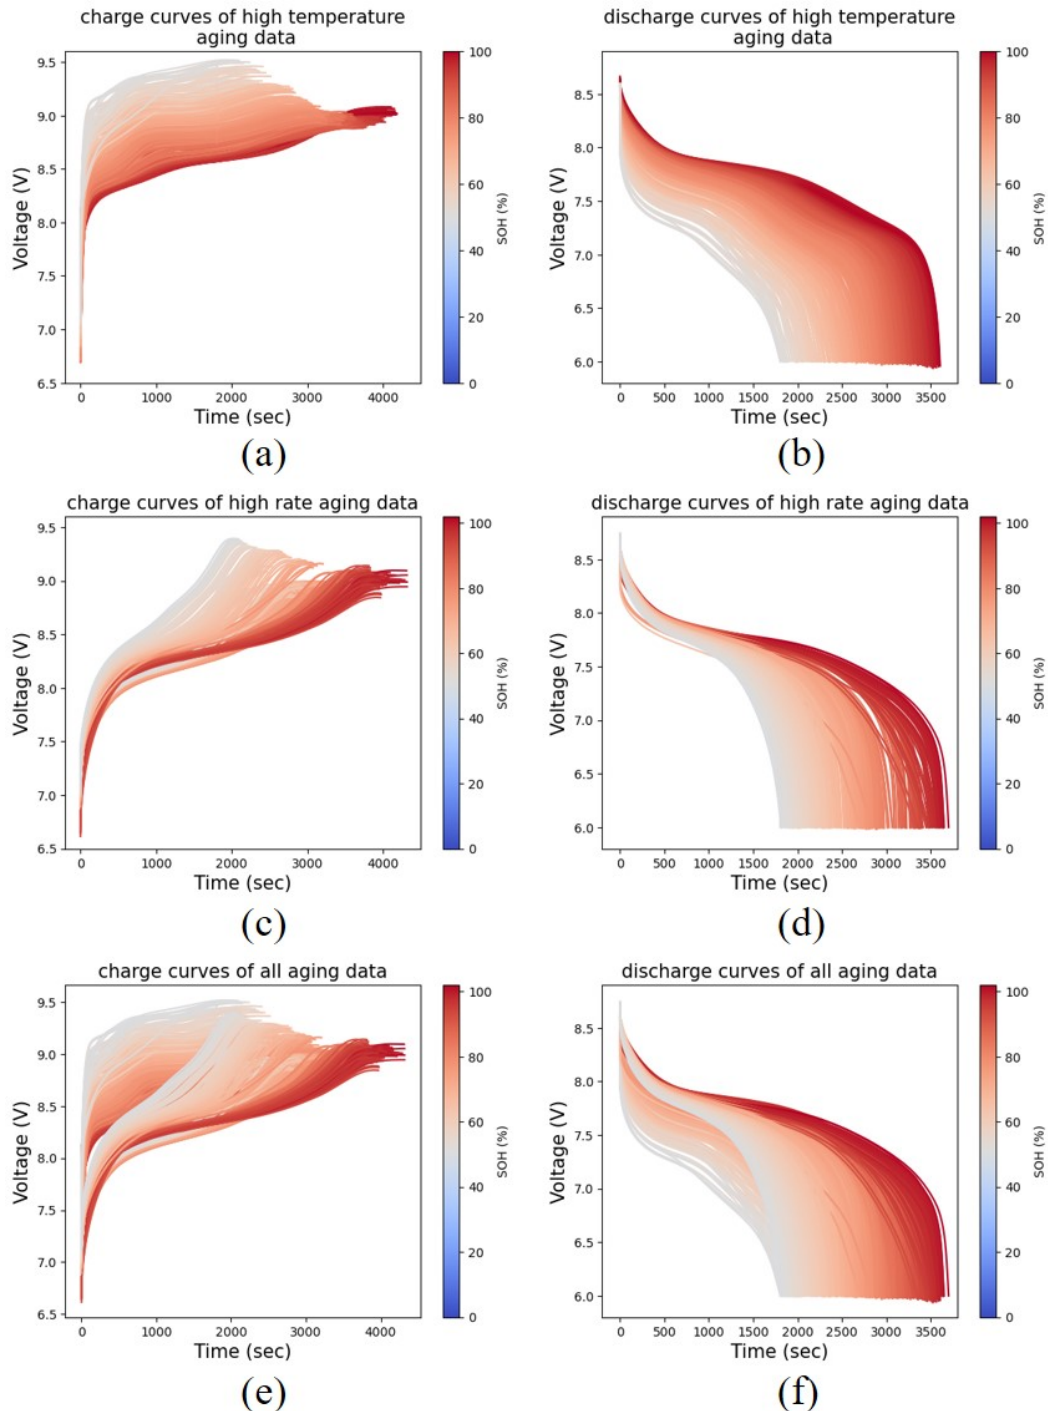 charge curves of high temperature
aging data
9.5
9.0
8.5
8.0
7.5
7.0
6.5
Voltage (V)
0 1000 2000 3000 4000
Time (sec)
100
80
60
40
20
0
SOH (%)
(a)
discharge curves of high temperature
aging data
8.5
8.0
7.5
7.0
6.5
6.0
Voltage (V)
0 500 1000 1500 2000 2500 3000 3500
Time (sec)
100
80
60
40
20
0
SOH (%)
(b)
charge curves of high rate aging data
9.5
9.0
8.5
8.0
7.5
7.0
6.5
Voltage (V)
0 1000 2000 3000 4000
Time (sec)
100
80
60
40
20
0
SOH (%)
(c)
discharge curves of high rate aging data
8.5
8.0
7.5
7.0
6.5
6.0
Voltage (V)
0 500 1000 1500 2000 2500 3000 3500
Time (sec)
100
80
60
40
20
0
SOH (%)
(d)
charge curves of all aging data
9.5
9.0
8.5
8.0
7.5
7.0
6.5
Voltage (V)
0 1000 2000 3000 4000
Time (sec)
100
80
60
40
20
0
SOH (%)
(e)
discharge curves of all aging data
8.5
8.0
7.5
7.0
6.5
6.0
Voltage (V)
0 500 1000 1500 2000 2500 3000 3500
Time (sec)
100
80
60
40
20
0
SOH (%)
(f)